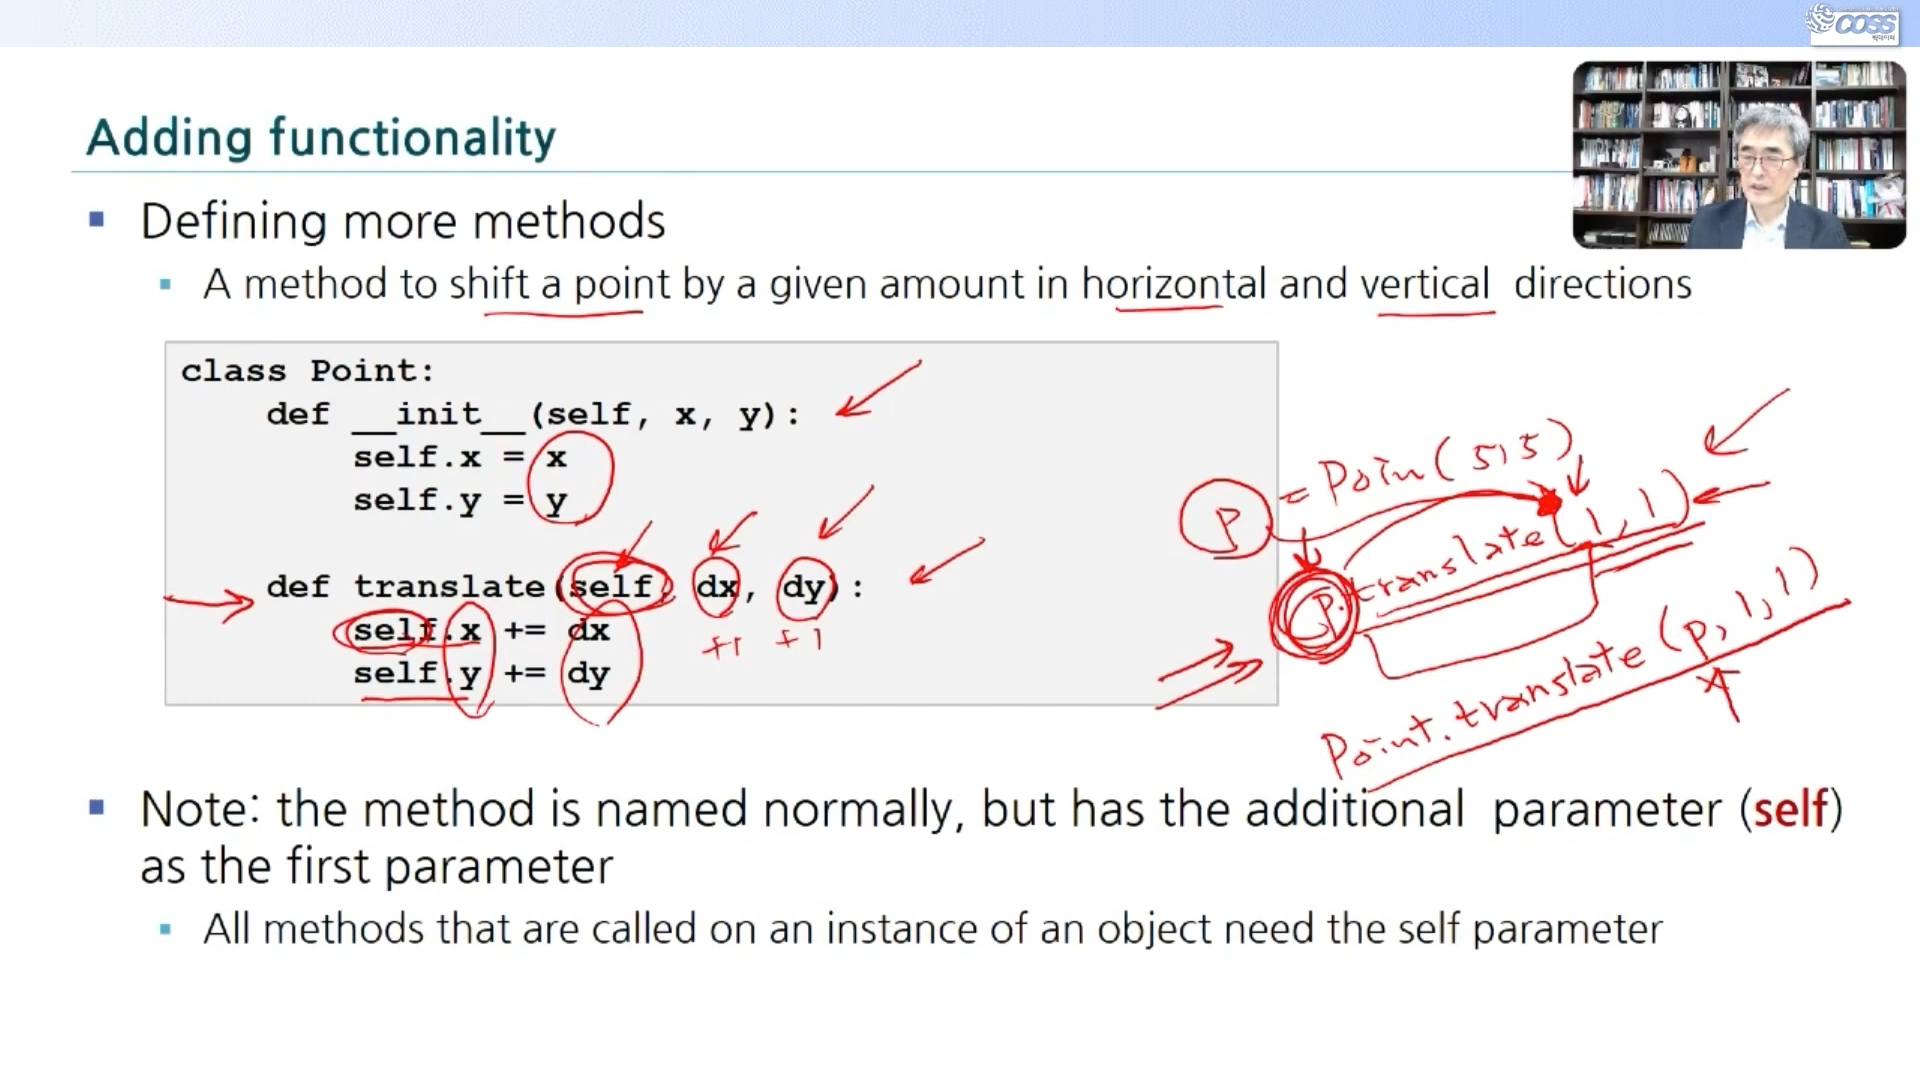 COSS
Adding functionality
Defining more methods
A method to shift a point by a given amount in horizontal and vertical directions
class Point:
def __init__(self, x, y):
self.x = x
self.y = y
def translate(self, dx, dy):
self.x += dx
self.y += dy
+1 +1
P = Poin(5,5)
p.translate(1,1)
Point.translate(p,1,1)
Note: the method is named normally, but has the additional parameter (self)
as the first parameter
All methods that are called on an instance of an object need the self parameter